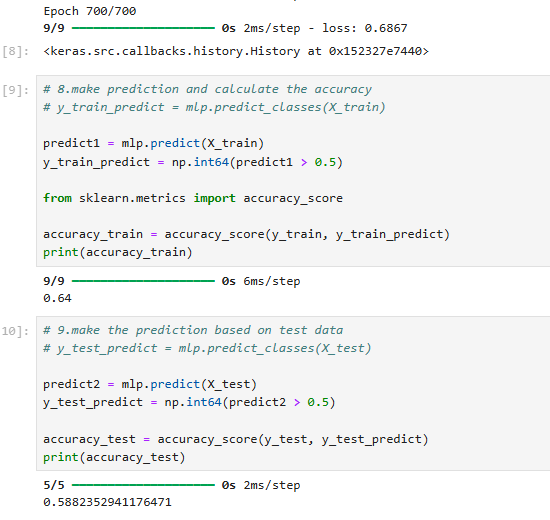 Epoch 700/700
9/9 ━━━━━━━━━━━━━━━━━━━━ 0s 2ms/step - loss: 0.6867
[8]: <keras.src.callbacks.history.History at 0x152327e7440>
[9]: # 8.make prediction and calculate the accuracy
# y_train_predict = mlp.predict_classes(X_train)
predict1 = mlp.predict(X_train)
y_train_predict = np.int64(predict1 > 0.5)
from sklearn.metrics import accuracy_score
accuracy_train = accuracy_score(y_train, y_train_predict)
print(accuracy_train)
9/9 ━━━━━━━━━━━━━━━━━━━━ 0s 6ms/step
0.64
10]: # 9.make the prediction based on test data
# y_test_predict = mlp.predict_classes(X_test)
predict2 = mlp.predict(X_test)
y_test_predict = np.int64(predict2 > 0.5)
accuracy_test = accuracy_score(y_test, y_test_predict)
print(accuracy_test)
5/5 ━━━━━━━━━━━━━━━━━━━━ 0s 2ms/step
0.5882352941176471